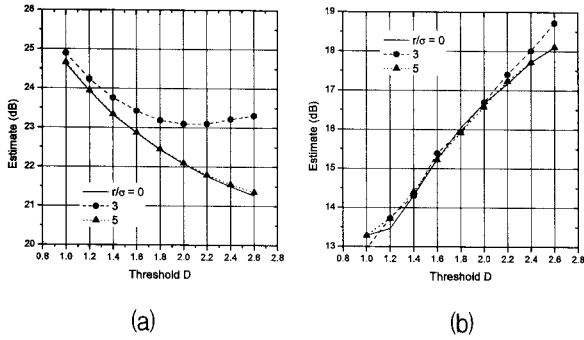 26
25
24
23
22
21
20
Estimate (dB)
r/σ = 0
3
5
1.0 1.2 1.4 1.6 1.8 2.0 2.2 2.4 2.6 2.8
Threshold D
(a)
19
18
17
16
15
14
13
Estimate (dB)
r/σ = 0
3
5
0.8 1.0 1.2 1.4 1.6 1.8 2.0 2.2 2.4 2.6 2.8
Threshold D
(b)